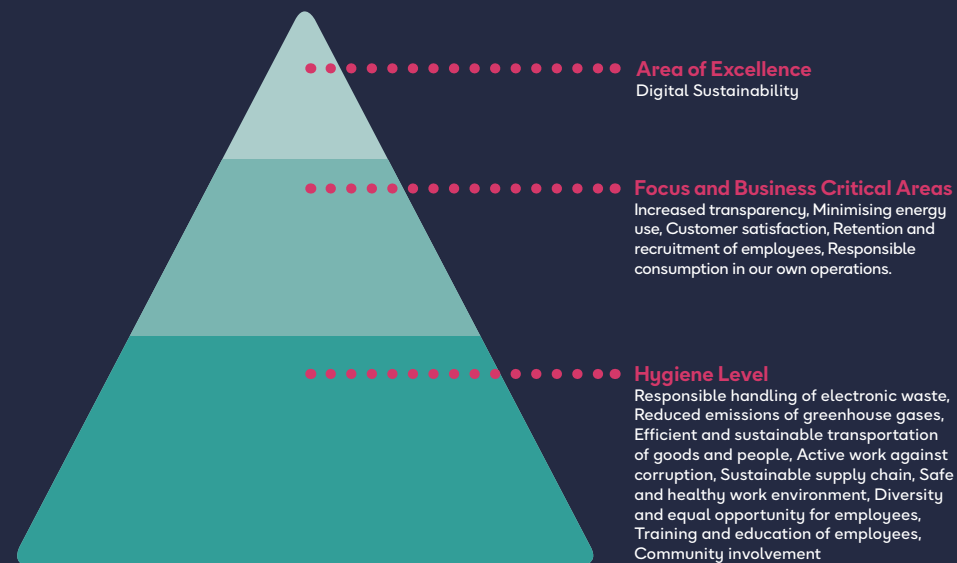 Area of Excellence
Digital Sustainability
Focus and Business Critical Areas
Increased transparency, Minimising energy
use, Customer satisfaction, Retention and
recruitment of employees, Responsible
consumption in our own operations.
Hygiene Level
Responsible handling of electronic waste,
Reduced emissions of greenhouse gases,
Efficient and sustainable transportation
of goods and people, Active work against
corruption, Sustainable supply chain, Safe
and healthy work environment, Diversity
and equal opportunity for employees,
Training and education of employees,
Community involvement